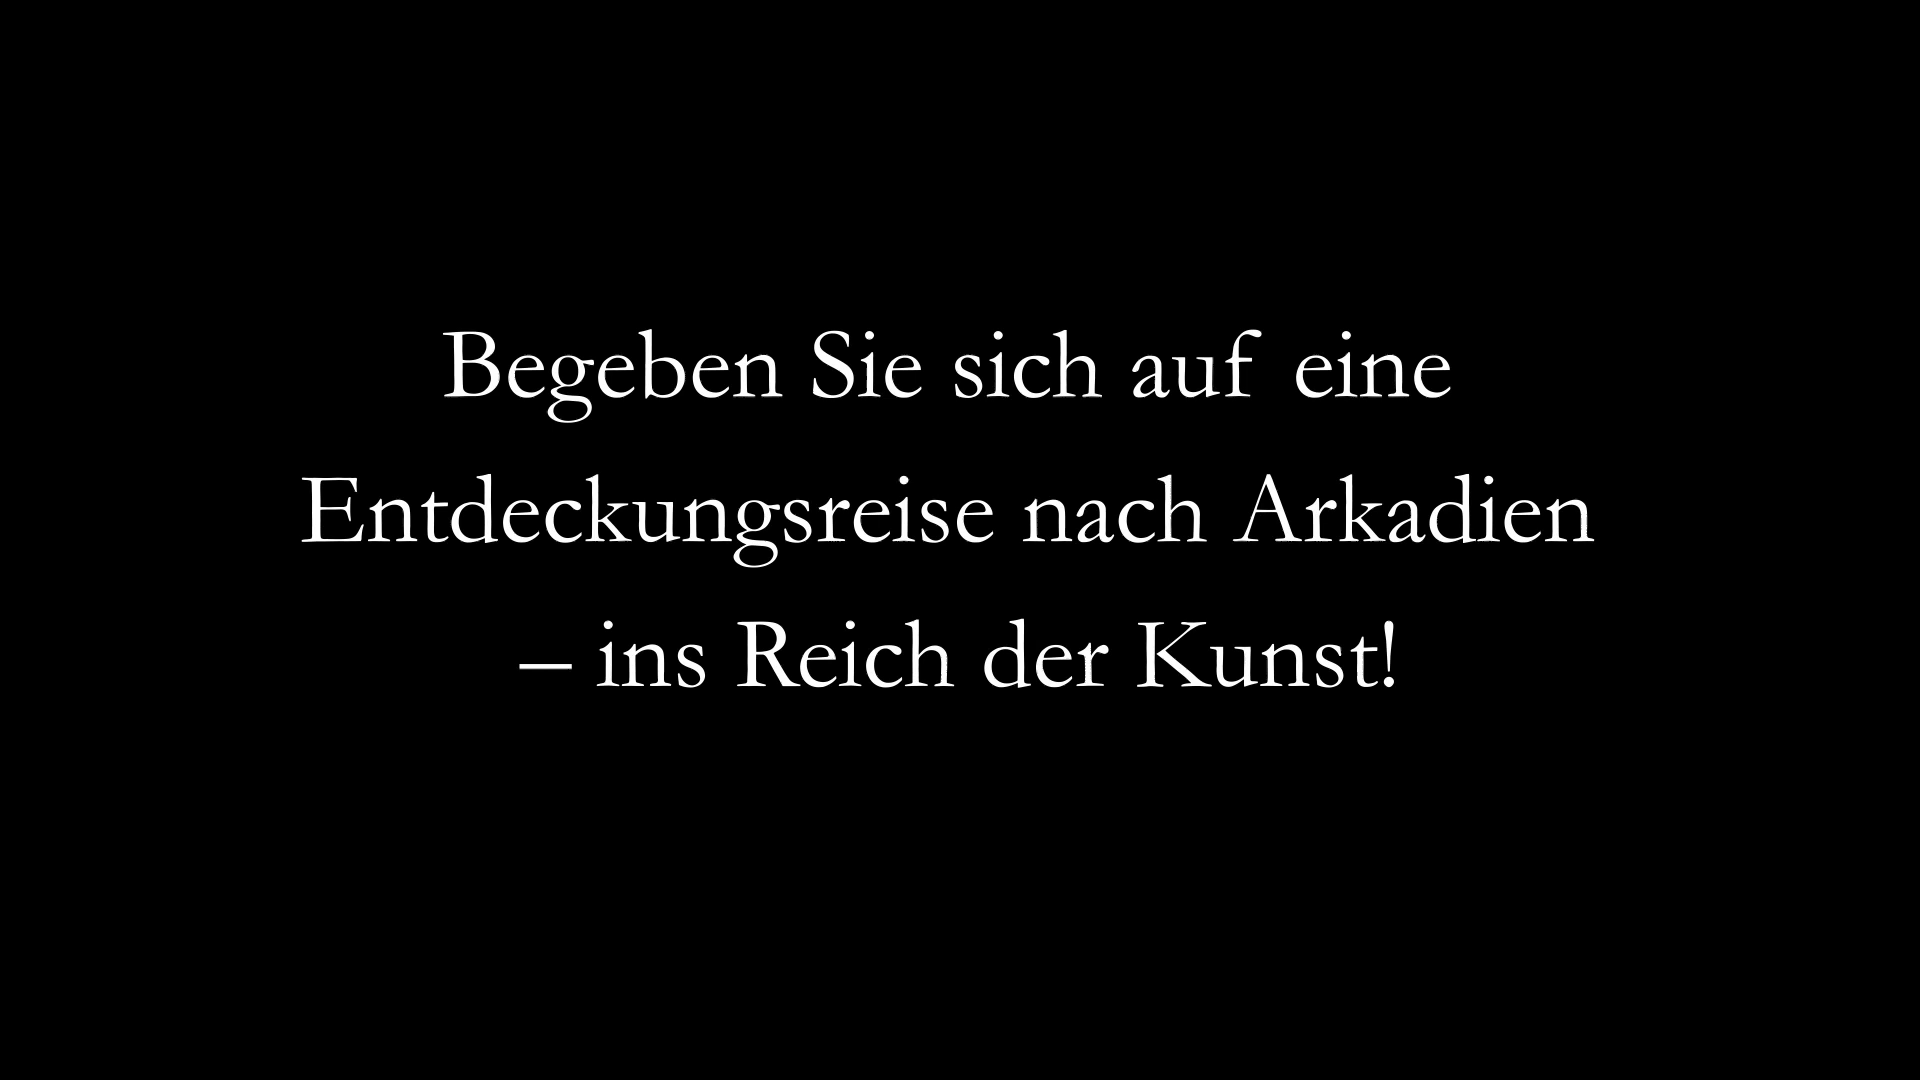 Begeben Sie sich auf eine
Entdeckungsreise nach Arkadien
– ins Reich der Kunst!